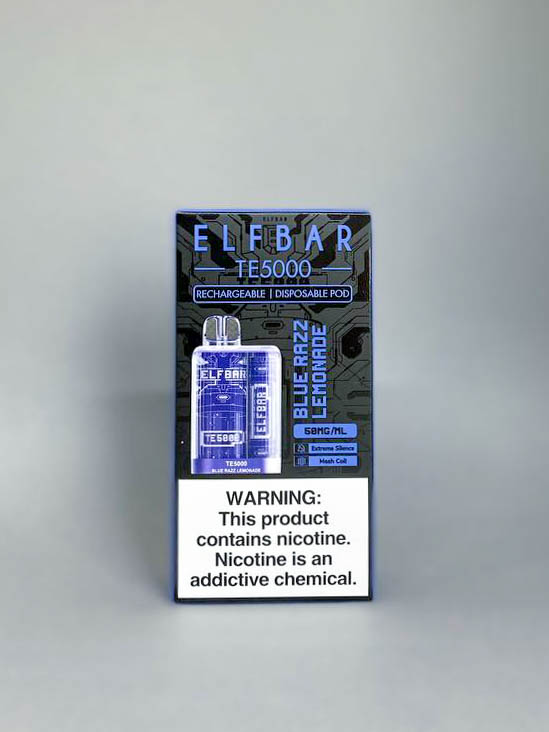 ELFBAR
ELFBAR
TE5000
RECHARGEABLE | DISPOSABLE POD
BLUE RAZZ
LEMONADE
ELFBAR
ELFBAR
TE5000
TE5000
BLUE RAZZ LEMONADE
50MG/ML
Extreme Silence
Mesh Coil
WARNING:
This product
contains nicotine.
Nicotine is an
addictive chemical.